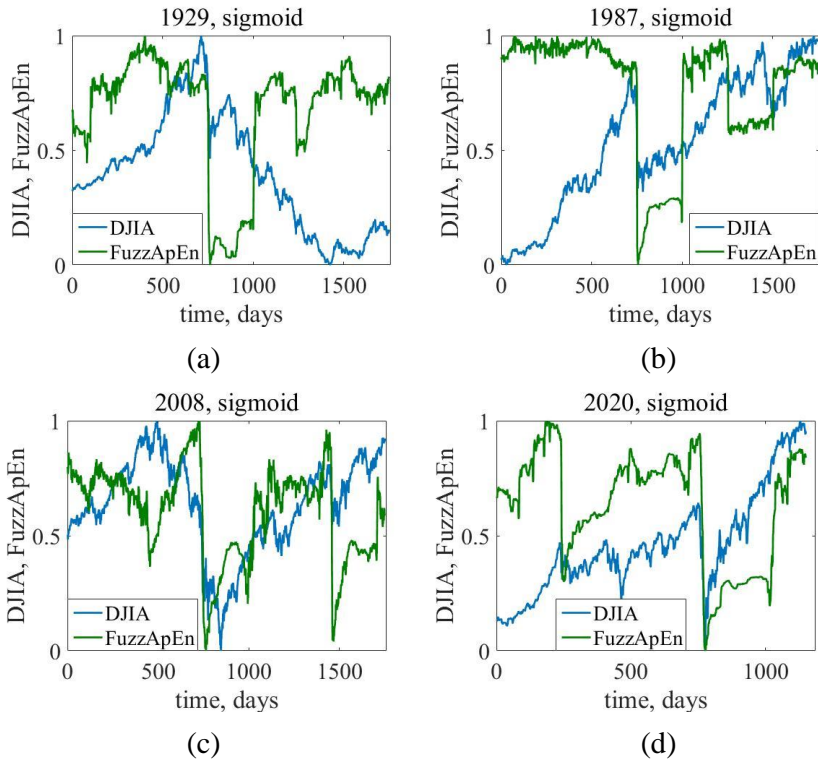 1929, sigmoid
DJIA, FuzzApEn
1
0.5
0
DJIA
FuzzApEn
0 500 1000 1500
time, days
(a)
1987, sigmoid
DJIA, FuzzApEn
1
0.5
0
DJIA
FuzzApEn
0 500 1000 1500
time, days
(b)
2008, sigmoid
DJIA, FuzzApEn
1
0.5
0
DJIA
FuzzApEn
0 500 1000 1500
time, days
(c)
2020, sigmoid
DJIA, FuzzApEn
1
0.5
0
DJIA
FuzzApEn
0 500 1000
time, days
(d)